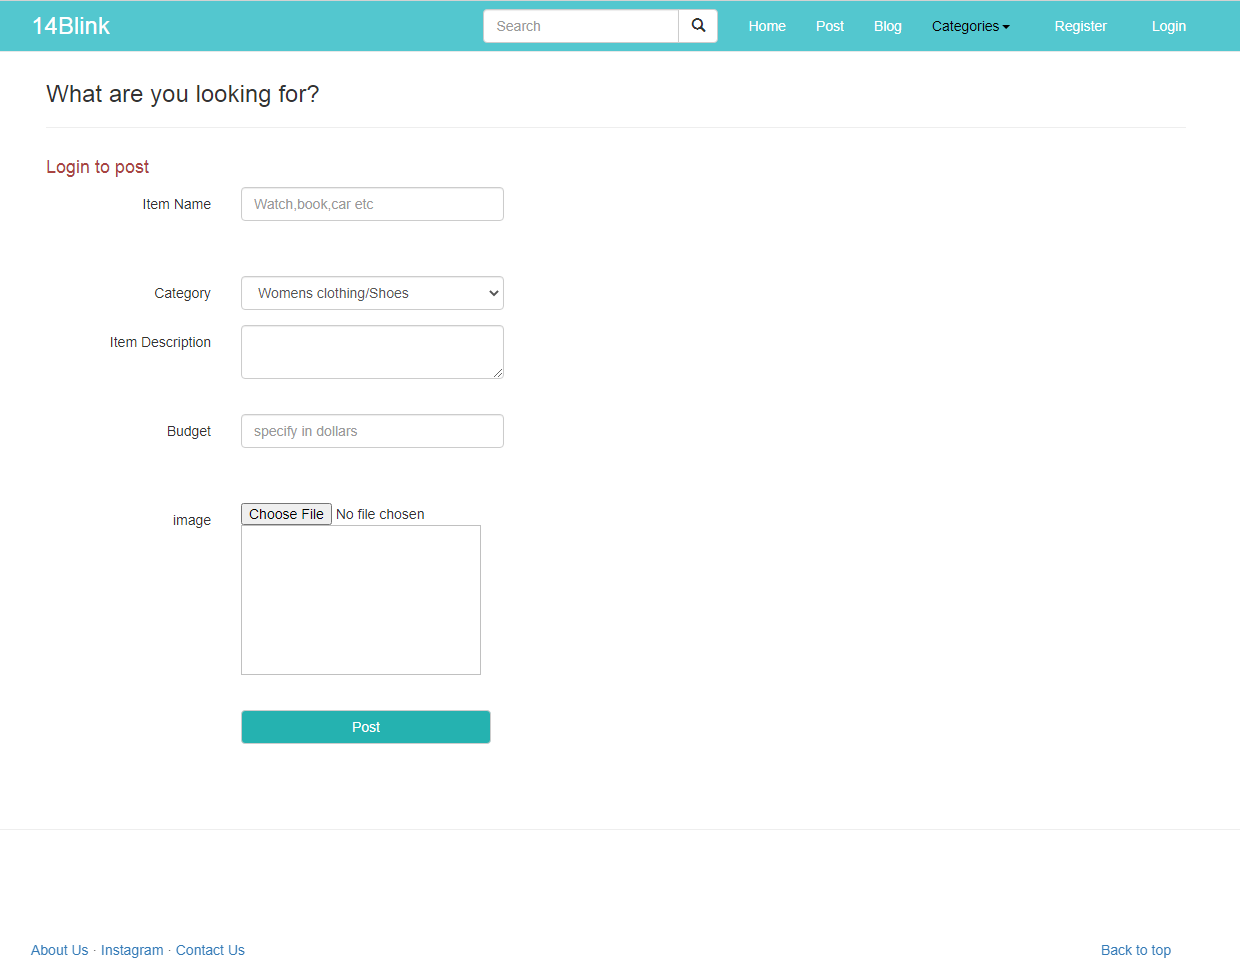 14Blink
Search
Home
Post
Blog
Categories
Register
Login
What are you looking for?
Login to post
Item Name
Watch,book,car etc
Category
Womens clothing/Shoes
Item Description
Budget
specify in dollars
image
Choose File No file chosen
Post
About Us · Instagram · Contact Us
Back to top